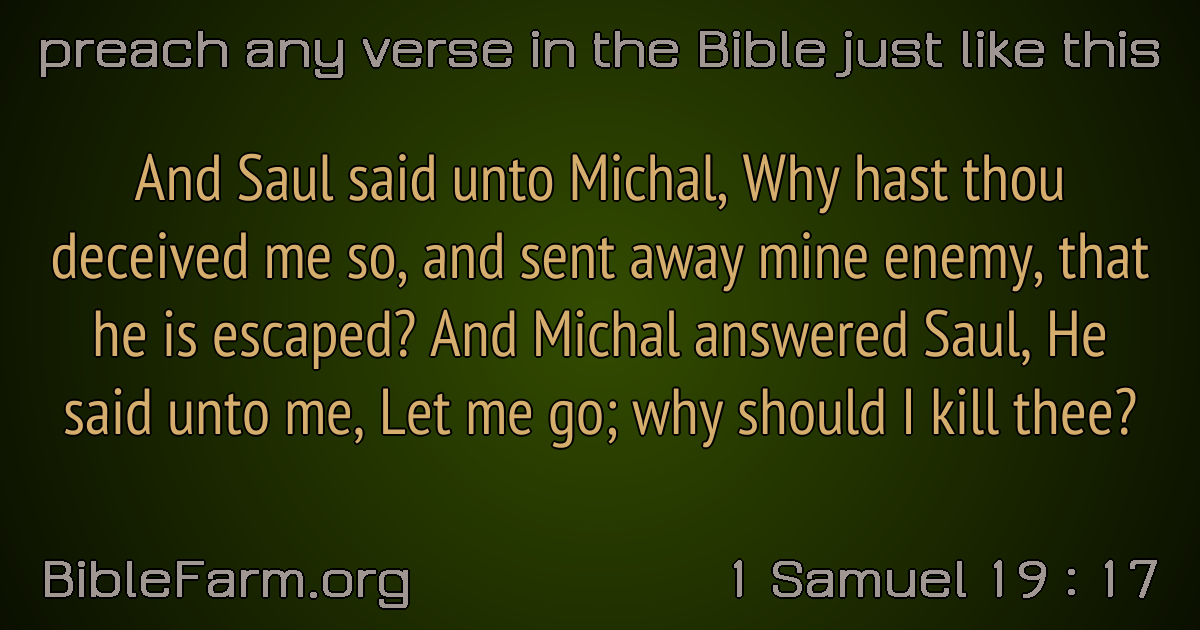 preach any verse in the Bible just like this
And Saul said unto Michal, Why hast thou
deceived me so, and sent away mine enemy, that
he is escaped? And Michal answered Saul, He
said unto me, Let me go; why should I kill thee?
BibleFarm.org
1 Samuel 19 : 17